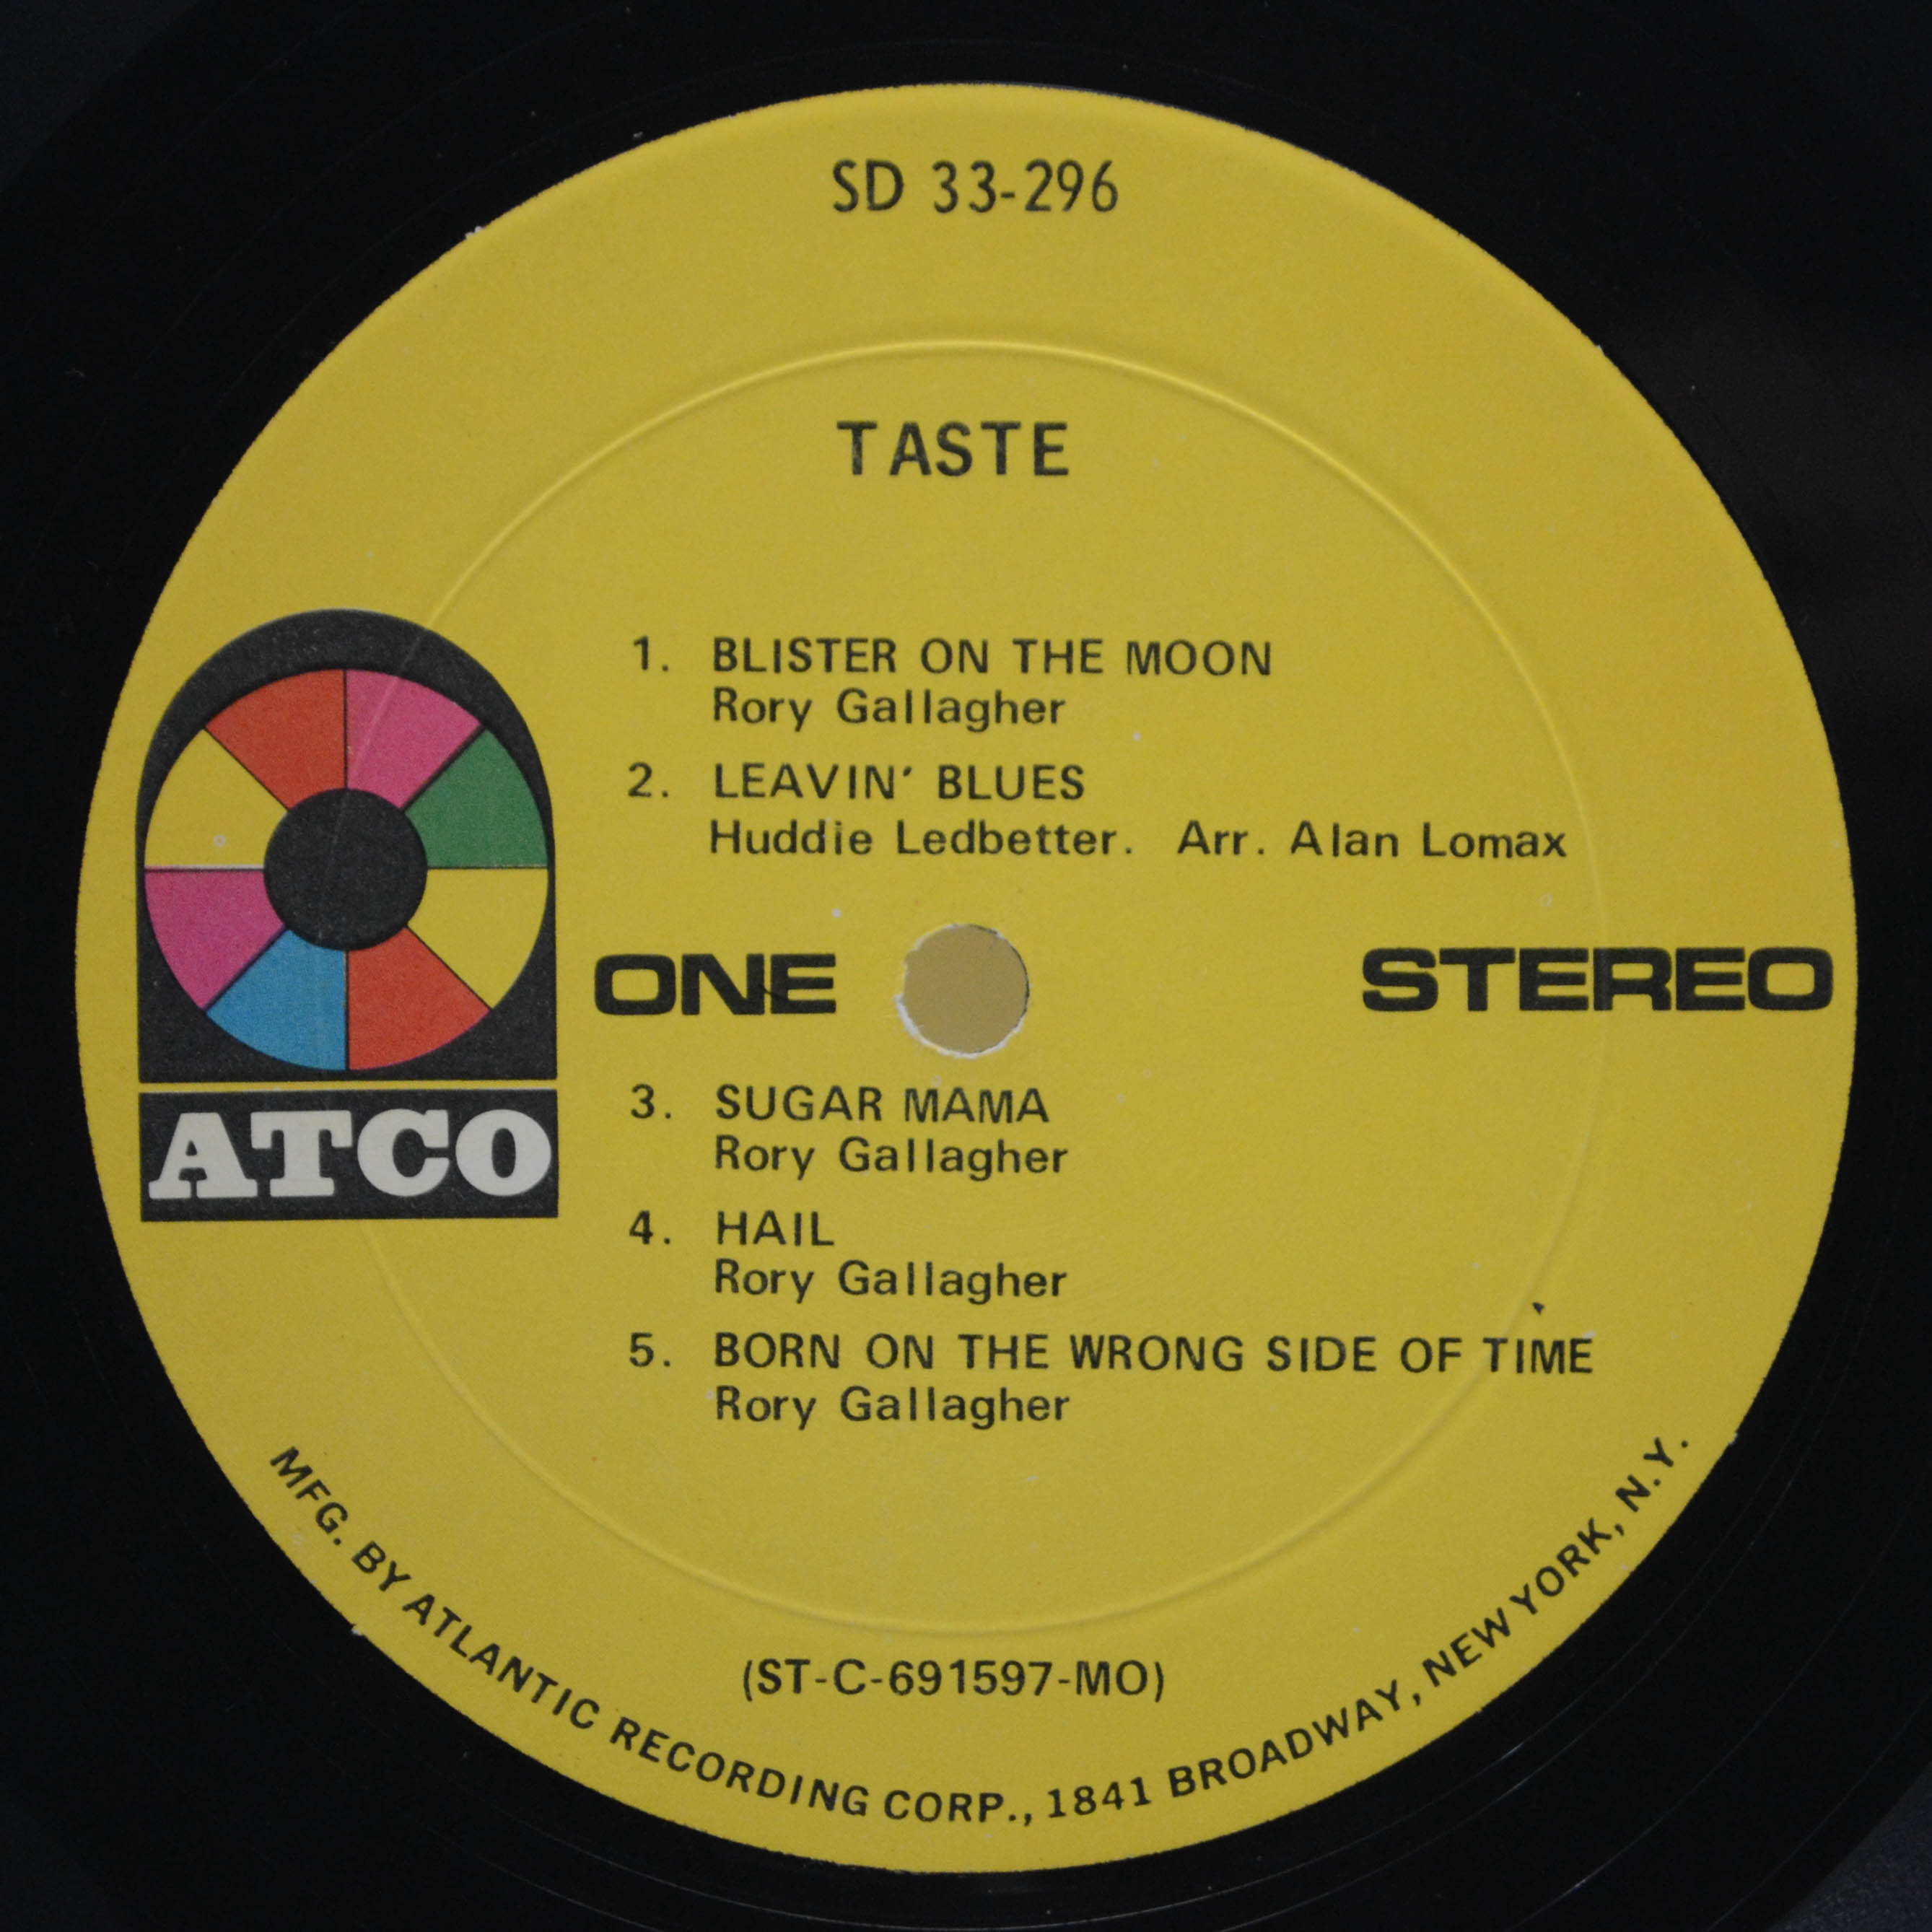 SD 33-296
TASTE
1. BLISTER ON THE MOON
Rory Gallagher
2. LEAVIN' BLUES
Huddie Ledbetter. Arr. Alan Lomax
ONE STEREO
ATCO
3. SUGAR MAMA
Rory Gallagher
4. HAIL
Rory Gallagher
5. BORN ON THE WRONG SIDE OF TIME
Rory Gallagher
(ST-C-691597-MO)
MFG. BY ATLANTIC RECORDING CORP., 1841 BROADWAY, NEW YORK, N.Y.